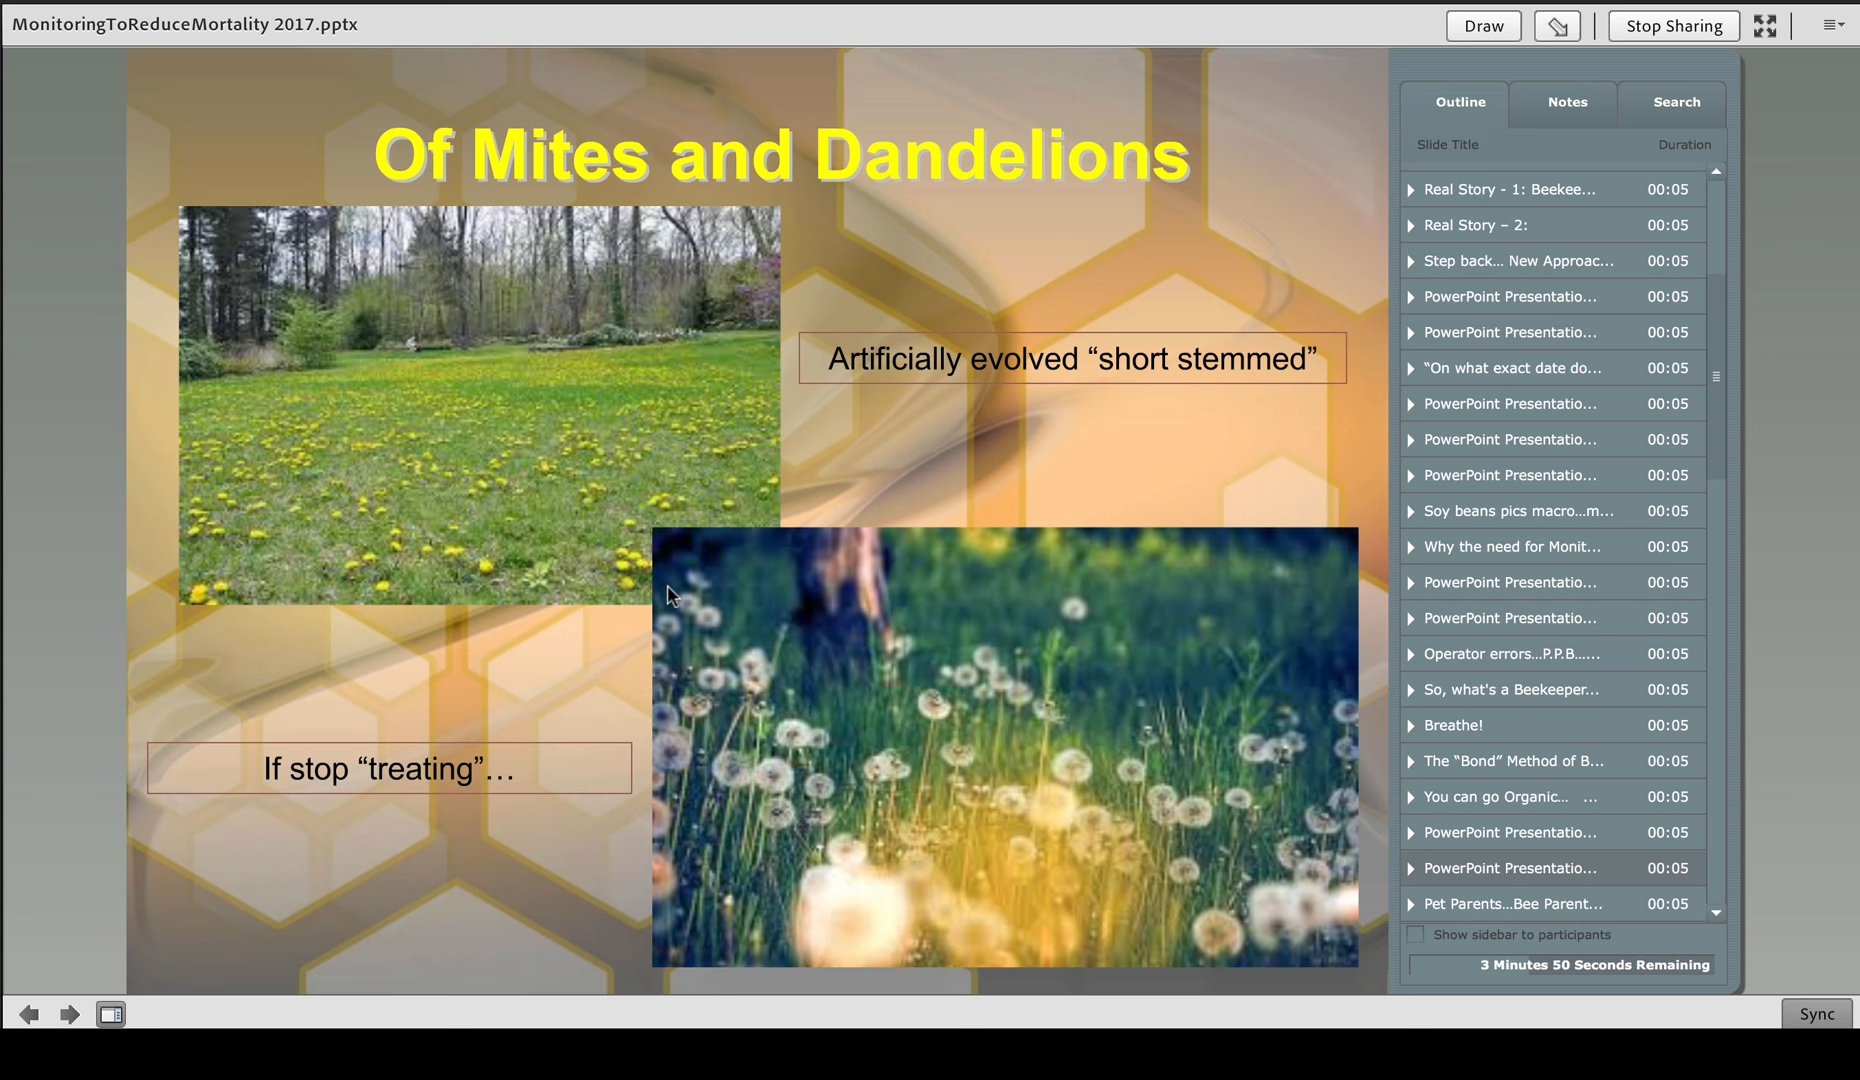 MonitoringToReduceMortality 2017.pptx
Draw
Stop Sharing
Of Mites and Dandelions
Artificially evolved “short stemmed”
If stop “treating”…
Outline Notes Search
Slide Title Duration
Real Story - 1: Beekee... 00:05
Real Story – 2: 00:05
Step back… New Approac... 00:05
PowerPoint Presentatio... 00:05
PowerPoint Presentatio... 00:05
“On what exact date do... 00:05
PowerPoint Presentatio... 00:05
PowerPoint Presentatio... 00:05
PowerPoint Presentatio... 00:05
Soy beans pics macro…m... 00:05
Why the need for Monit... 00:05
PowerPoint Presentatio... 00:05
PowerPoint Presentatio... 00:05
Operator errors…P.P.B…... 00:05
So, what's a Beekeeper... 00:05
Breathe! 00:05
The “Bond” Method of B... 00:05
You can go Organic… ... 00:05
PowerPoint Presentatio... 00:05
PowerPoint Presentatio... 00:05
Pet Parents…Bee Parent... 00:05
Show sidebar to participants
3 Minutes 50 Seconds Remaining
Sync